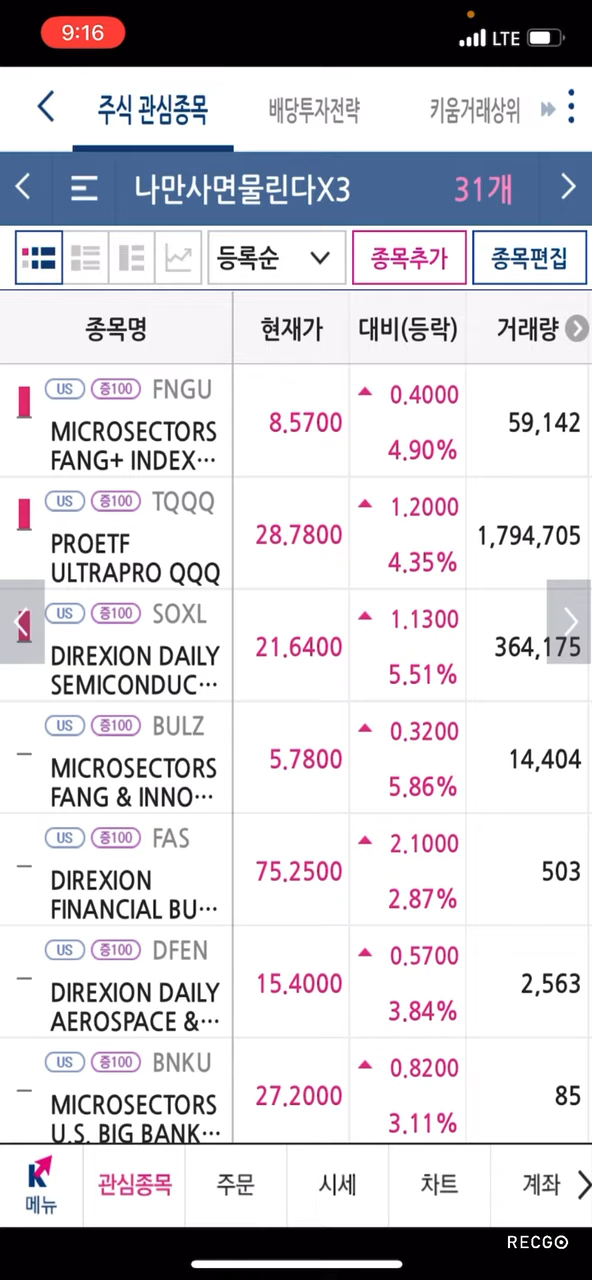 9:16
LTE
주식 관심종목 배당투자전략 키움거래상위
나만사면물린다X3 31개
등록순 종목추가 종목편집
종목명 현재가 대비(등락) 거래량
US 증100 FNGU
MICROSECTORS
FANG+ INDEX…
8.5700
0.4000
4.90%
59,142
US 증100 TQQQ
PROETF
ULTRAPRO QQQ
28.7800
1.2000
4.35%
1,794,705
US 증100 SOXL
DIREXION DAILY
SEMICONDUC…
21.6400
1.1300
5.51%
364,175
US 증100 BULZ
MICROSECTORS
FANG & INNO…
5.7800
0.3200
5.86%
14,404
US 증100 FAS
DIREXION
FINANCIAL BU…
75.2500
2.1000
2.87%
503
US 증100 DFEN
DIREXION DAILY
AEROSPACE &…
15.4000
0.5700
3.84%
2,563
US 증100 BNKU
MICROSECTORS
U.S. BIG BANK…
27.2000
0.8200
3.11%
85
메뉴 관심종목 주문 시세 차트 계좌
RECGO